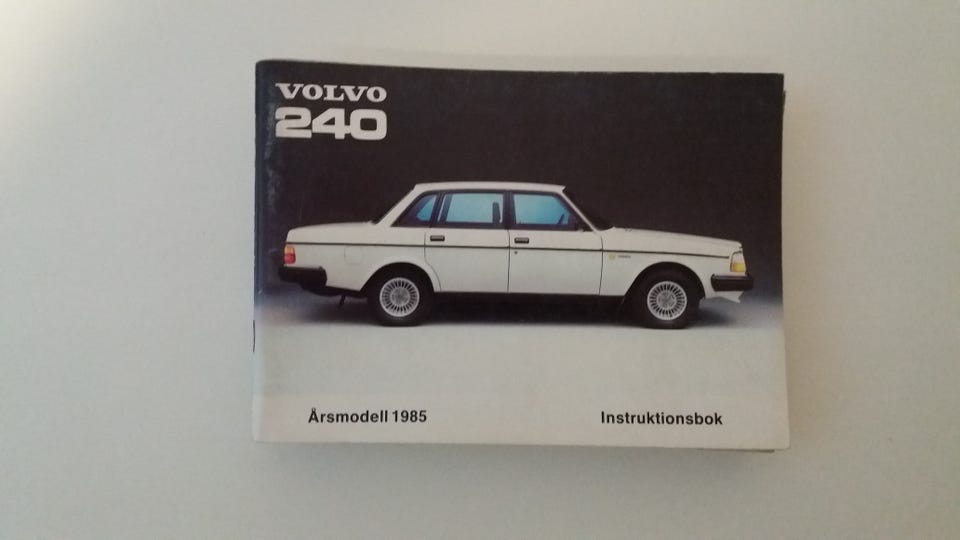 VOLVO
240
Årsmodell 1985
Instruktionsbok